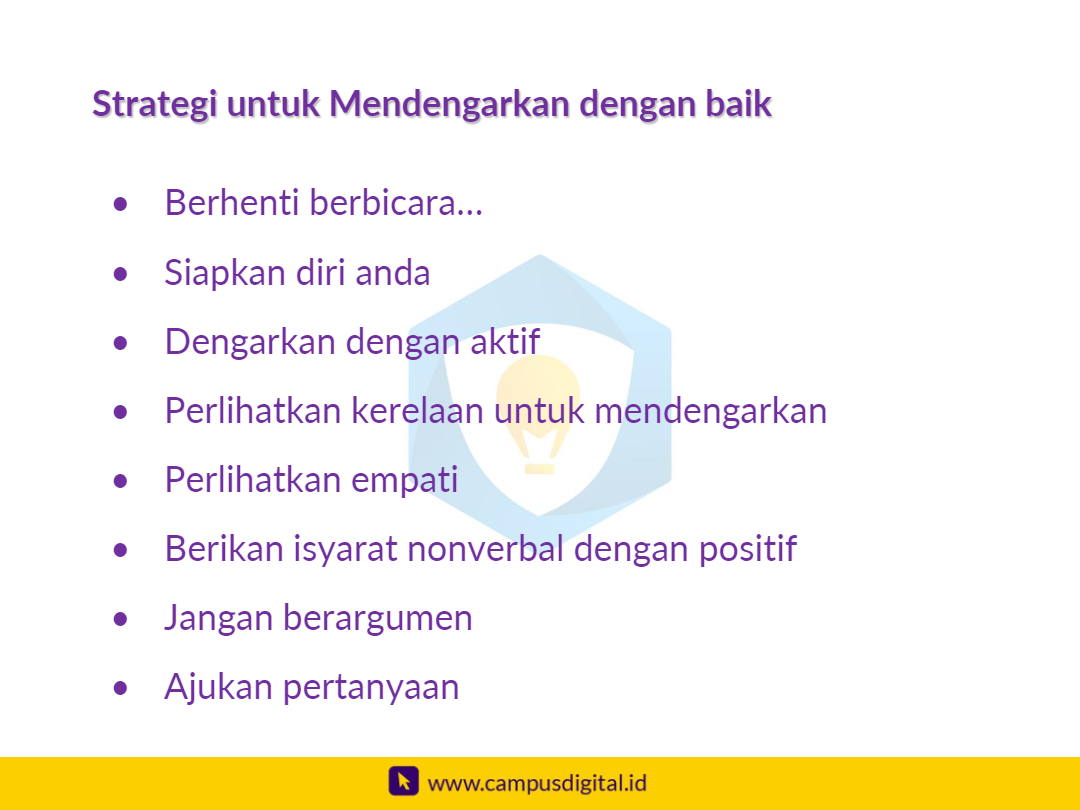 Strategi untuk Mendengarkan dengan baik
• Berhenti berbicara...
• Siapkan diri anda
• Dengarkan dengan aktif
• Perlihatkan kerelaan untuk mendengarkan
• Perlihatkan empati
• Berikan isyarat nonverbal dengan positif
• Jangan berargumen
• Ajukan pertanyaan
www.campusdigital.id